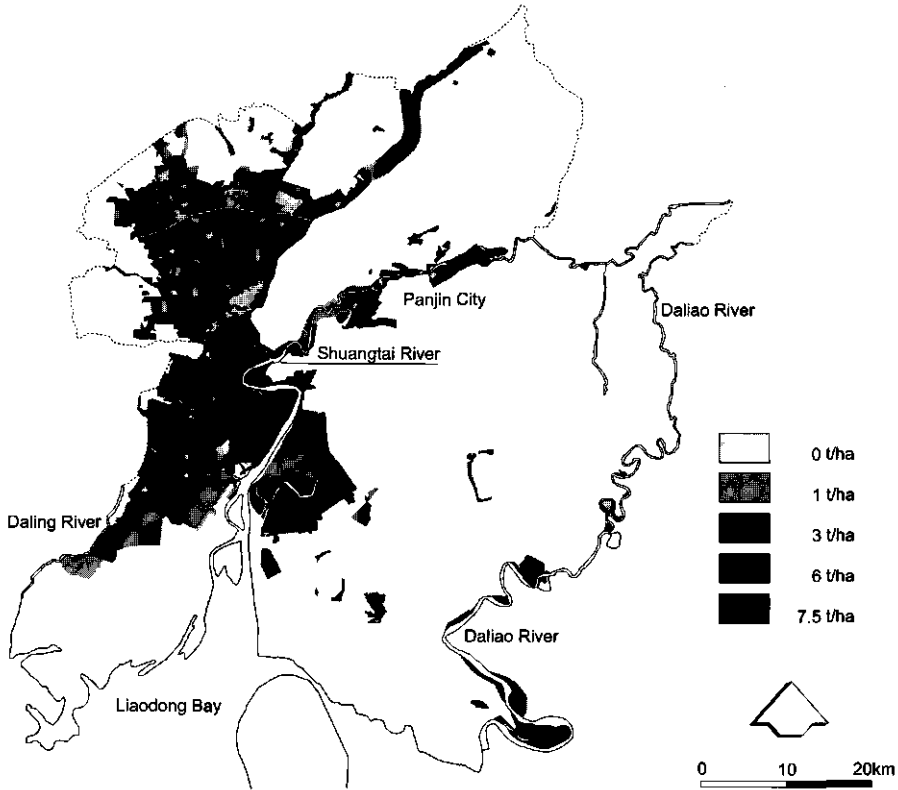 Panjin City
Daliao River
Shuangtai River
0 t/ha
1 t/ha
Daling River
3 t/ha
6 t/ha
7.5 t/ha
Daliao River
Liaodong Bay
0 10 20km